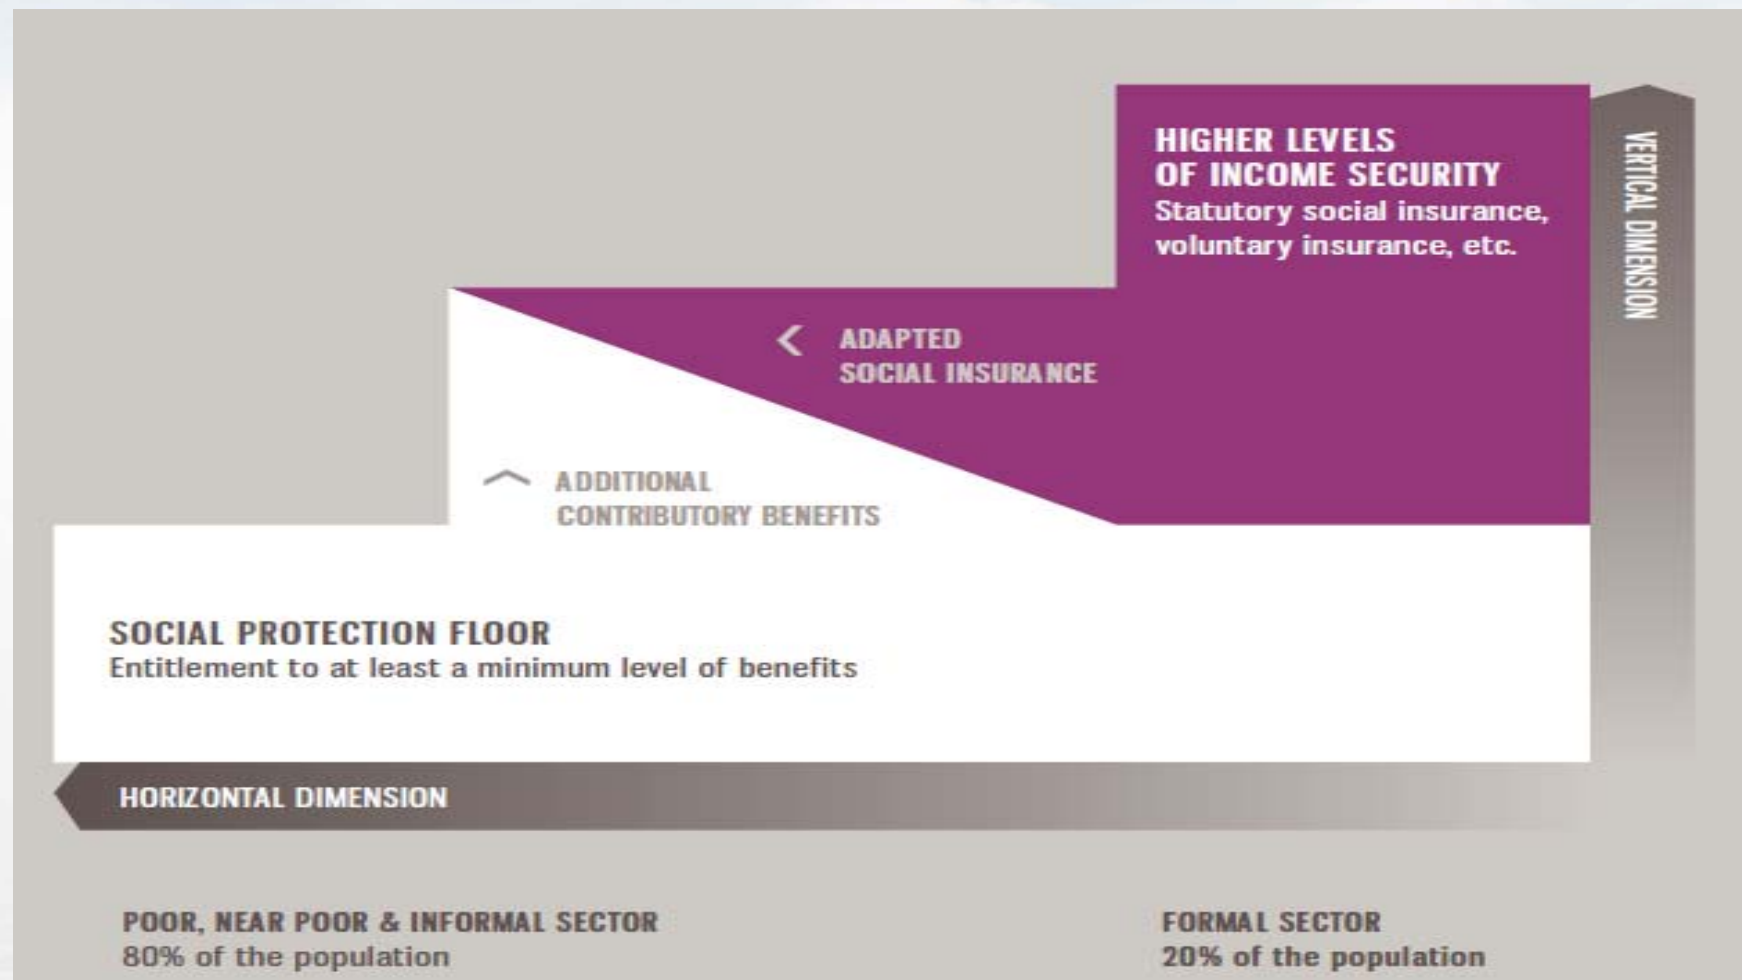 HIGHER LEVELS
OF INCOME SECURITY
Statutory social insurance,
voluntary insurance, etc.
VERTICAL DIMENSION
ADAPTED
SOCIAL INSURANCE
ADDITIONAL
CONTRIBUTORY BENEFITS
SOCIAL PROTECTION FLOOR
Entitlement to at least a minimum level of benefits
HORIZONTAL DIMENSION
POOR, NEAR POOR & INFORMAL SECTOR
80% of the population
FORMAL SECTOR
20% of the population